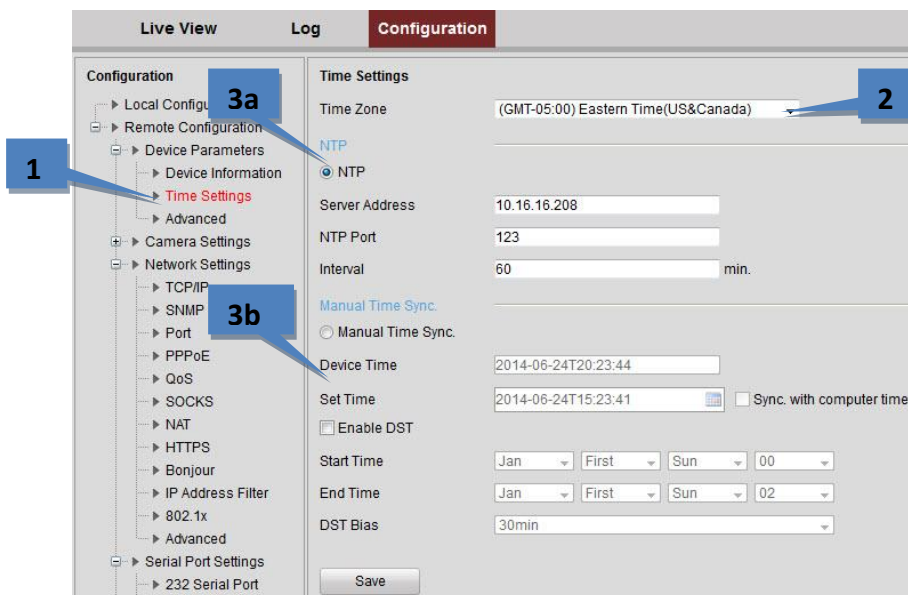 Live View Log Configuration
Configuration
Local Configu
Remote Configuration
Device Parameters
Device Information
Time Settings
Advanced
Camera Settings
Network Settings
TCP/IP
SNMP
Port
PPPoE
QoS
SOCKS
NAT
HTTPS
Bonjour
IP Address Filter
802.1x
Advanced
Serial Port Settings
232 Serial Port
1
3a
3b
2
Time Settings
Time Zone (GMT-05:00) Eastern Time(US&Canada)
NTP
NTP
Server Address 10.16.16.208
NTP Port 123
Interval 60 min.
Manual Time Sync.
Manual Time Sync.
Device Time 2014-06-24T20:23:44
Set Time 2014-06-24T15:23:41 Sync. with computer time
Enable DST
Start Time Jan First Sun 00
End Time Jan First Sun 02
DST Bias 30min
Save